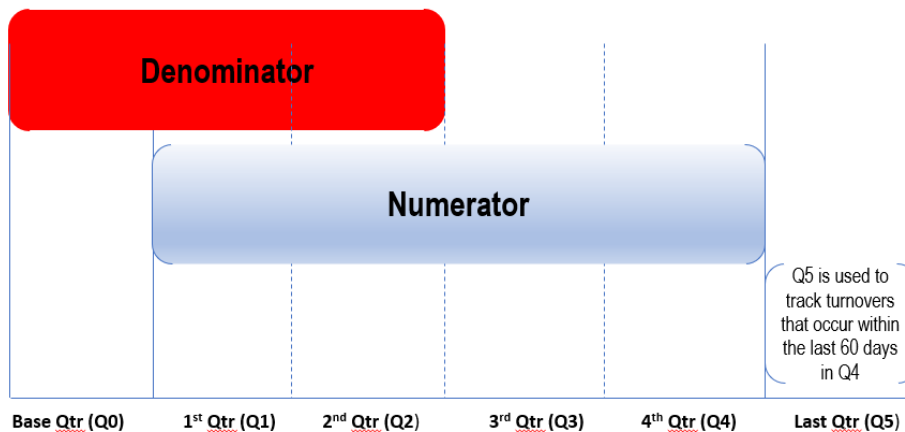 Denominator
Numerator
Q5 is used to
track turnovers
that occur within
the last 60 days
in Q4
Base Qtr (Q0)
1st Qtr (Q1)
2nd Qtr (Q2)
3rd Qtr (Q3)
4th Qtr (Q4)
Last Qtr (Q5)